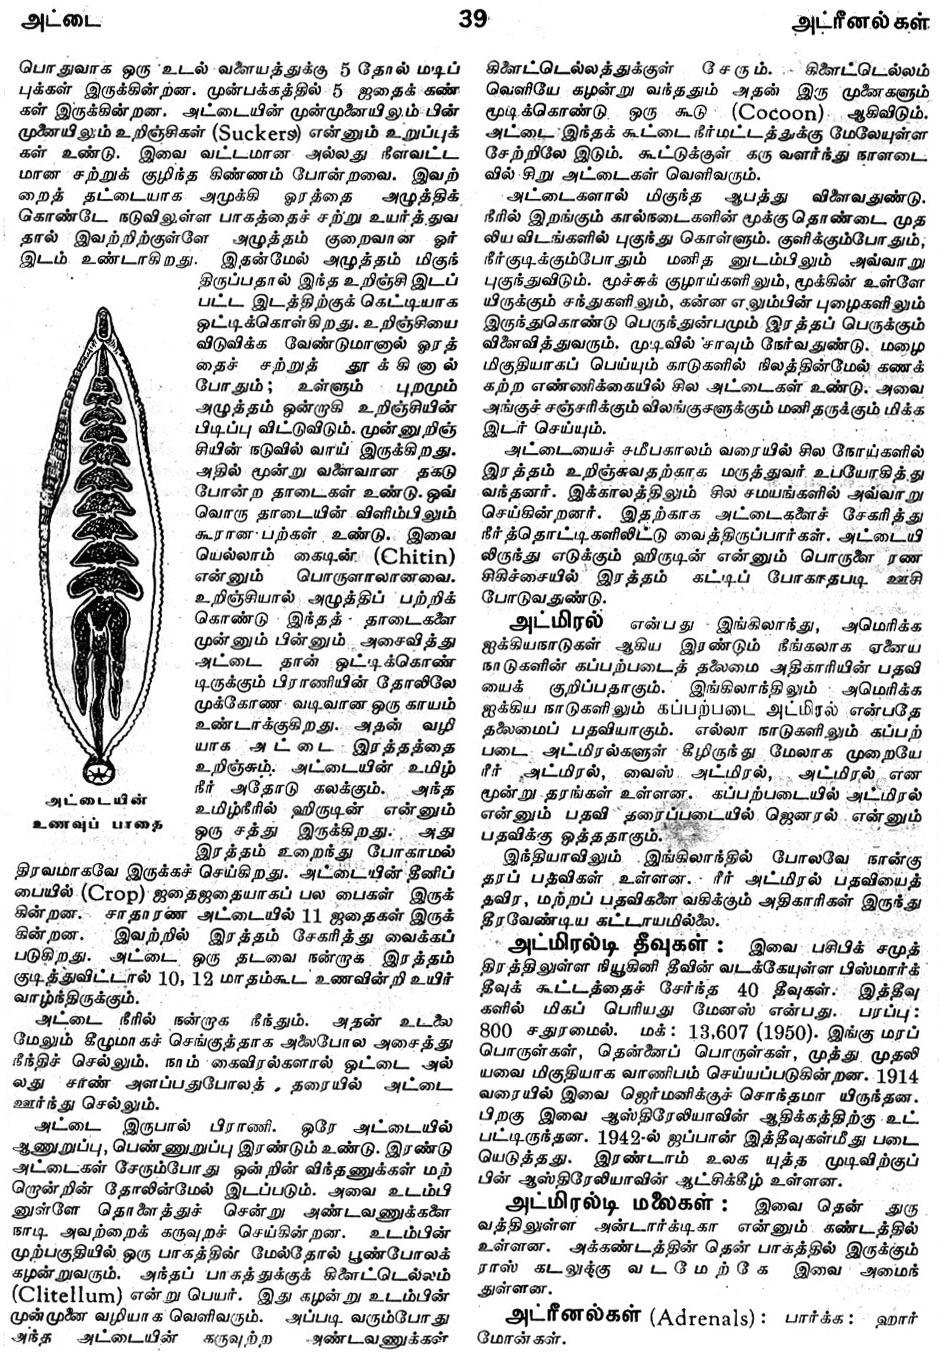 அட்டை
39
அட்ரீனல்கள்
பொதுவாக ஒரு உடல் வளையத்துக்கு 5 தோல் மடிப்
புக்கள் இருக்கின்றன. முன்பக்கத்தில் 5 ஜதைக் கண்
கள் இருக்கின்றன. அட்டையின் முன்முனையிலும் பின்
முனையிலும் உறிஞ்சிகள் (Suckers) என்னும் உறுப்புக்
கள் உண்டு. இவை வட்டமான அல்லது நீளவட்ட
மான சற்றுக் குழிந்த கிண்ணம் போன்றவை. இவற்
றைத் தட்டையாக அமுக்கி ஓரத்தை அழுத்திக்
கொண்டே நடுவிலுள்ள பாகத்தைச் சற்று உயர்த்துவ
தால் இவற்றிற்குள்ளே அழுத்தம் குறைவான ஓர்
இடம் உண்டாகிறது. இதன்மேல் அழுத்தம் மிகுந்
திருப்பதால் இந்த உறிஞ்சி இடப்
பட்ட இடத்திற்குக் கெட்டியாக
ஒட்டிக்கொள்கிறது. உறிஞ்சியை
விடுவிக்க வேண்டுமானால் ஓரத்
தைச் சற்றுத் தூக்கினால்
போதும்; உள்ளும் புறமும்
அழுத்தம் ஒன்றாகி உறிஞ்சியின்
பிடிப்பு விட்டுவிடும். முன்னுறிஞ்
சியின் நடுவில் வாய் இருக்கிறது.
அதில் மூன்று வளைவான தகடு
போன்ற தாடைகள் உண்டு. ஒவ்
வொரு தாடையின் விளிம்பிலும்
கூரான பற்கள் உண்டு. இவை
யெல்லாம் கைடின் (Chitin)
என்னும் பொருளாலானவை.
உறிஞ்சியால் அழுத்திப் பற்றிக்
கொண்டு இந்தத் தாடைகளை
முன்னும் பின்னும் அசைவித்து
அட்டை தான் ஒட்டிக்கொண்
டிருக்கும் பிராணியின் தோலிலே
முக்கோண வடிவான ஒரு காயம்
உண்டாக்குகிறது. அதன் வழி
யாக அட்டை இரத்தத்தை
உறிஞ்சும். அட்டையின் உமிழ்
நீர் அதோடு கலக்கும். அந்த
உமிழ்நீரில் ஹிருடின் என்னும்
ஒரு சத்து இருக்கிறது. அது
இரத்தம் உறைந்து போகாமல்
அட்டையின்
உணவுப் பாதை
திரவமாகவே இருக்கச் செய்கிறது. அட்டையின் தீனிப்
பையில் (Crop) ஜதைஜதையாகப் பல பைகள் இருக்
கின்றன. சாதாரண அட்டையில் 11 ஜதைகள் இருக்
கின்றன. இவற்றில் இரத்தம் சேகரித்து வைக்கப்
படுகிறது. அட்டை ஒரு தடவை நன்றாக இரத்தம்
குடித்துவிட்டால் 10, 12 மாதம்கூட உணவின்றி உயிர்
வாழ்ந்திருக்கும்.
அட்டை நீரில் நன்றாக நீந்தும். அதன் உடலை
மேலும் கீழுமாகச் செங்குத்தாக அலைபோல அசைத்து
நீந்திச் செல்லும். நாம் கைவிரல்களால் ஒட்டை அல்
லது சாண் அளப்பதுபோலத் தரையில் அட்டை
ஊர்ந்து செல்லும்.
அட்டை இருபால் பிராணி. ஒரே அட்டையில்
ஆணுறுப்பு, பெண்ணுறுப்பு இரண்டும் உண்டு. இரண்டு
அட்டைகள் சேரும்போது ஒன்றின் விந்தணுக்கள் மற்
றொன்றின் தோலின்மேல் இடப்படும். அவை உடம்பி
னுள்ளே தொளைத்துச் சென்று அண்டவணுக்களை
நாடி அவற்றைக் கருவுறச் செய்கின்றன. உடம்பின்
முற்பகுதியில் ஒரு பாகத்தின் மேல்தோல் பூண்போலக்
கழன்றுவரும். அந்தப் பாகத்துக்குக் கிளைட்டெல்லம்
(Clitellum) என்று பெயர். இது கழன்று உடம்பின்
முன்முனை வழியாக வெளிவரும். அப்படி வரும்போது
அந்த அட்டையின் கருவுற்ற அண்டவணுக்கள்
கிளைட்டெல்லத்துக்குள் சேரும். கிளைட்டெல்லம்
வெளியே கழன்று வந்ததும் அதன் இரு முனைகளும்
மூடிக்கொண்டு ஒரு கூடு (Cocoon) ஆகிவிடும்.
அட்டை இந்தக் கூட்டை நீர்மட்டத்துக்கு மேலேயுள்ள
சேற்றிலே இடும். கூட்டுக்குள் கரு வளர்ந்து நாளடை
வில் சிறு அட்டைகள் வெளிவரும்.
அட்டைகளால் மிகுந்த ஆபத்து விளைவதுண்டு.
நீரில் இறங்கும் கால்நடைகளின் மூக்கு தொண்டை முத
லிய விடங்களில் புகுந்து கொள்ளும். குளிக்கும்போதும்,
நீர்குடிக்கும்போதும் மனித னுடம்பிலும் அவ்வாறு
புகுந்துவிடும். மூச்சுக் குழாய்களிலும், மூக்கின் உள்ளே
யிருக்கும் சந்துகளிலும், கன்ன எலும்பின் புழைகளிலும்
இருந்துகொண்டு பெருந்துன்பமும் இரத்தப் பெருக்கும்
விளைவித்துவரும். முடிவில் சாவும் நேர்வதுண்டு. மழை
மிகுதியாகப் பெய்யும் காடுகளில் நிலத்தின்மேல் கணக்
கற்ற எண்ணிக்கையில் சில அட்டைகள் உண்டு. அவை
அங்குச் சஞ்சரிக்கும் விலங்குகளுக்கும் மனிதருக்கும் மிக்க
இடர் செய்யும்.
அட்டையைச் சமீபகாலம் வரையில் சில நோய்களில்
இரத்தம் உறிஞ்சுவதற்காக மருத்துவர் உபயோகித்து
வந்தனர். இக்காலத்திலும் சில சமயங்களில் அவ்வாறு
செய்கின்றனர். இதற்காக அட்டைகளைச் சேகரித்து
நீர்த்தொட்டிகளிலிட்டு வைத்திருப்பார்கள். அட்டையி
லிருந்து எடுக்கும் ஹிருடின் என்னும் பொருளை ரண
சிகிச்சையில் இரத்தம் கட்டிப் போகாதபடி ஊசி
போடுவதுண்டு.
அட்மிரல் என்பது இங்கிலாந்து, அமெரிக்க
ஐக்கியநாடுகள் ஆகிய இரண்டும் நீங்கலாக ஏனைய
நாடுகளின் கப்பற்படைத் தலைமை அதிகாரியின் பதவி
யைக் குறிப்பதாகும். இங்கிலாந்திலும் அமெரிக்க
ஐக்கிய நாடுகளிலும் கப்பற்படை அட்மிரல் என்பதே
தலைமைப் பதவியாகும். எல்லா நாடுகளிலும் கப்பற்
படை அட்மிரல்களுள் கீழிருந்து மேலாக முறையே
ரீர் அட்மிரல், வைஸ் அட்மிரல், அட்மிரல் என
மூன்று தரங்கள் உள்ளன. கப்பற்படையில் அட்மிரல்
என்னும் பதவி தரைப்படையில் ஜெனரல் என்னும்
பதவிக்கு ஒத்ததாகும்.
இந்தியாவிலும் இங்கிலாந்தில் போலவே நான்கு
தரப் பதவிகள் உள்ளன. ரீர் அட்மிரல் பதவியைத்
தவிர, மற்றப் பதவிகளை வகிக்கும் அதிகாரிகள் இருந்து
தீரவேண்டிய கட்டாயமில்லை.
அட்மிரல்டி தீவுகள் : இவை பசிபிக் சமுத்
திரத்திலுள்ள நியூகினி தீவின் வடக்கேயுள்ள பிஸ்மார்க்
தீவுக் கூட்டத்தைச் சேர்ந்த 40 தீவுகள். இத்தீவு
களில் மிகப் பெரியது மேனஸ் என்பது. பரப்பு :
800 சதுரமைல். மக் : 13,607 (1950). இங்கு மரப்
பொருள்கள், தென்னைப் பொருள்கள், முத்து முதலி
யவை மிகுதியாக வாணிபம் செய்யப்படுகின்றன. 1914
வரையில் இவை ஜெர்மனிக்குச் சொந்தமா யிருந்தன.
பிறகு இவை ஆஸ்திரேலியாவின் ஆதிக்கத்திற்கு உட்
பட்டிருந்தன. 1942-ல் ஜப்பான் இத்தீவுகள்மீது படை
யெடுத்தது. இரண்டாம் உலக யுத்த முடிவிற்குப்
பின் ஆஸ்திரேலியாவின் ஆட்சிக்கீழ் உள்ளன.
அட்மிரல்டி மலைகள் : இவை தென் துரு
வத்திலுள்ள அன்டார்க்டிகா என்னும் கண்டத்தில்
உள்ளன. அக்கண்டத்தின் தென் பாகத்தில் இருக்கும்
ராஸ் கடலுக்கு வடமேற்கே இவை அமைந்
துள்ளன.
அட்ரீனல்கள் (Adrenals) : பார்க்க : ஹார்
மோன்கள்.